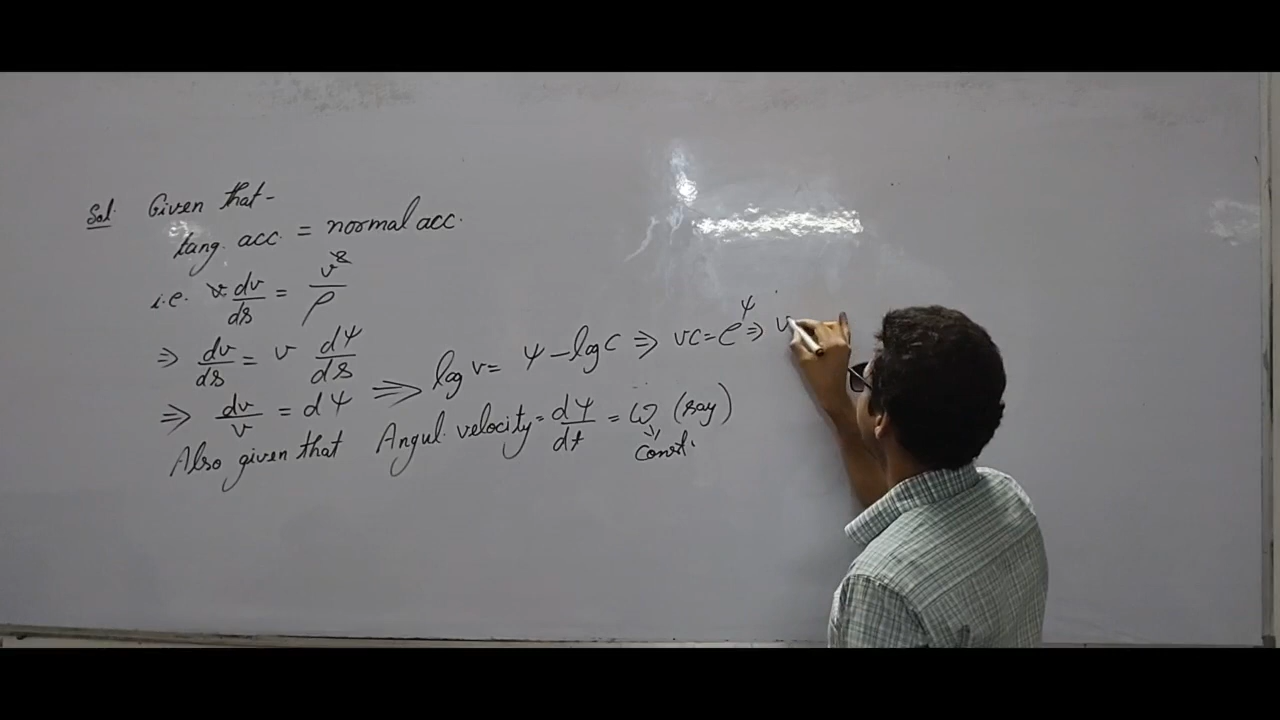 Sol. Given that -
tang. acc. = normal acc.
i.e. v dv/ds = v²/ρ
⇒ dv/ds = v dψ/ds
⇒ dv/v = dψ ⇒ log v = ψ - log c ⇒ vc = e^ψ ⇒ v
Also given that Angul. velocity = dψ/dt = ω (say)
const.